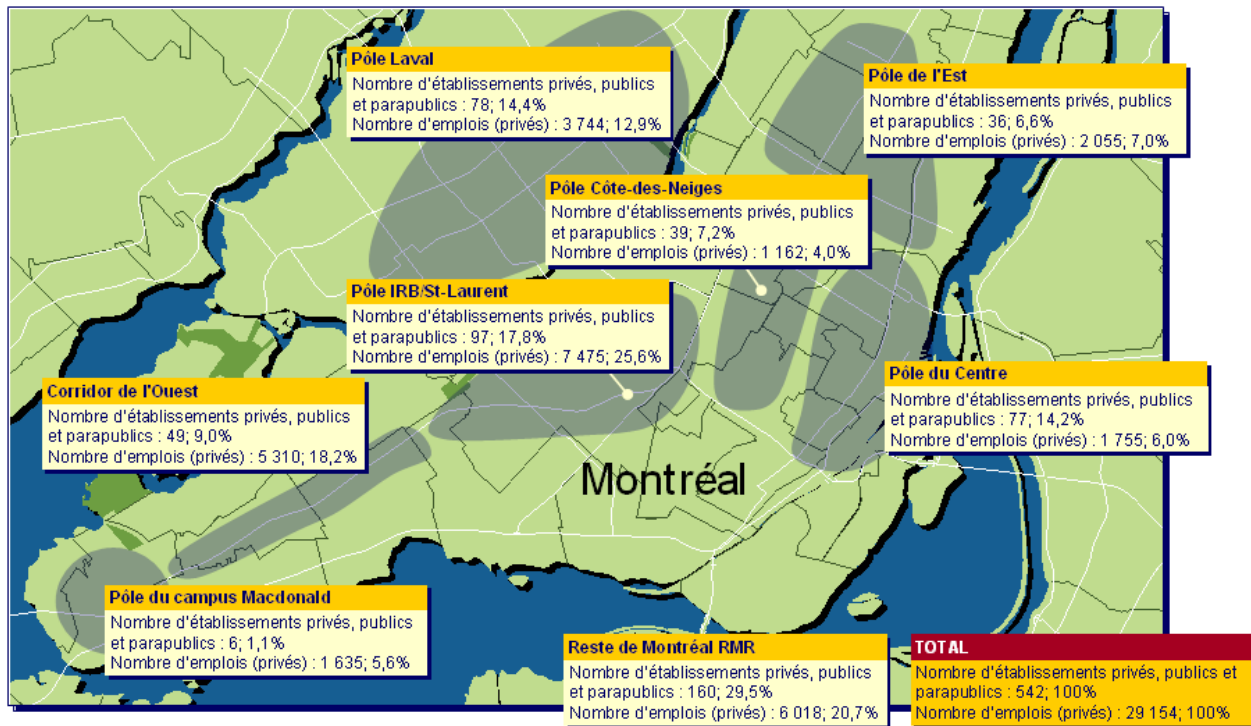 Pôle Laval
Nombre d'établissements privés, publics
et parapublics : 78; 14,4%
Nombre d'emplois (privés) : 3 744; 12,9%
Pôle de l'Est
Nombre d'établissements privés, publics
et parapublics : 36; 6,6%
Nombre d'emplois (privés) : 2 055; 7,0%
Pôle Côte-des-Neiges
Nombre d'établissements privés, publics
et parapublics : 39; 7,2%
Nombre d'emplois (privés) : 1 162; 4,0%
Pôle IRB/St-Laurent
Nombre d'établissements privés, publics
et parapublics : 97; 17,8%
Nombre d'emplois (privés) : 7 475; 25,6%
Corridor de l'Ouest
Nombre d'établissements privés, publics
et parapublics : 49; 9,0%
Nombre d'emplois (privés) : 5 310; 18,2%
Pôle du Centre
Nombre d'établissements privés, publics
et parapublics : 77; 14,2%
Nombre d'emplois (privés) : 1 755; 6,0%
Montréal
Pôle du campus Macdonald
Nombre d'établissements privés, publics
et parapublics : 6; 1,1%
Nombre d'emplois (privés) : 1 635; 5,6%
Reste de Montréal RMR
Nombre d'établissements privés, publics
et parapublics : 160; 29,5%
Nombre d'emplois (privés) : 6 018; 20,7%
TOTAL
Nombre d'établissements privés, publics et
parapublics : 542; 100%
Nombre d'emplois (privés) : 29 154; 100%